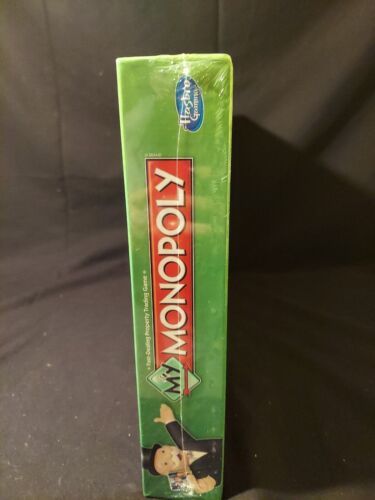 Hasbro
Gaming
• Fast-Dealing Property Trading Game •
MY MONOPOLY